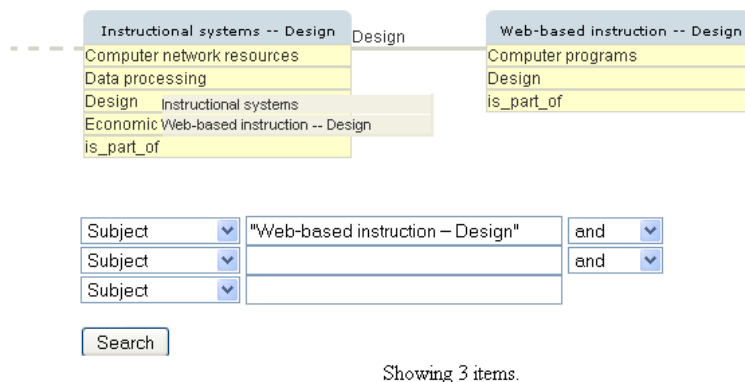 Instructional systems -- Design
Design
Web-based instruction -- Design
Computer network resources
Computer programs
Data processing
Design
Design
Instructional systems
is_part_of
Economic
Web-based instruction -- Design
is_part_of
Subject "Web-based instruction – Design" and
Subject and
Subject
Search
Showing 3 items.